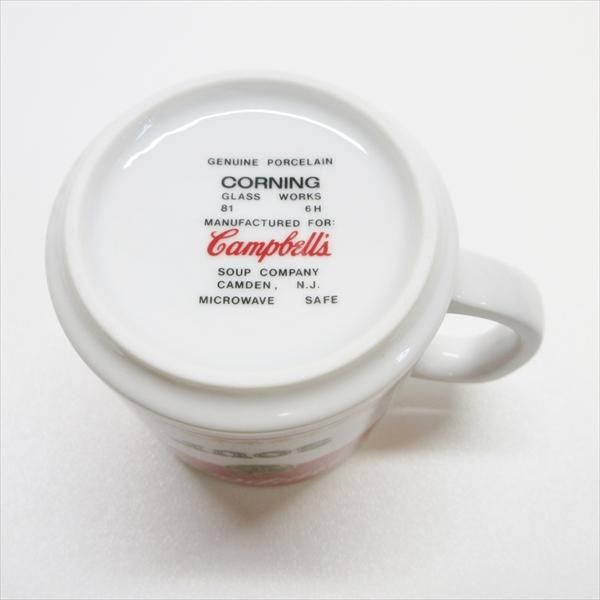 GENUINE PORCELAIN
CORNING
GLASS WORKS
81 6H
MANUFACTURED FOR:
Campbell's
SOUP COMPANY
CAMDEN, N.J.
MICROWAVE SAFE